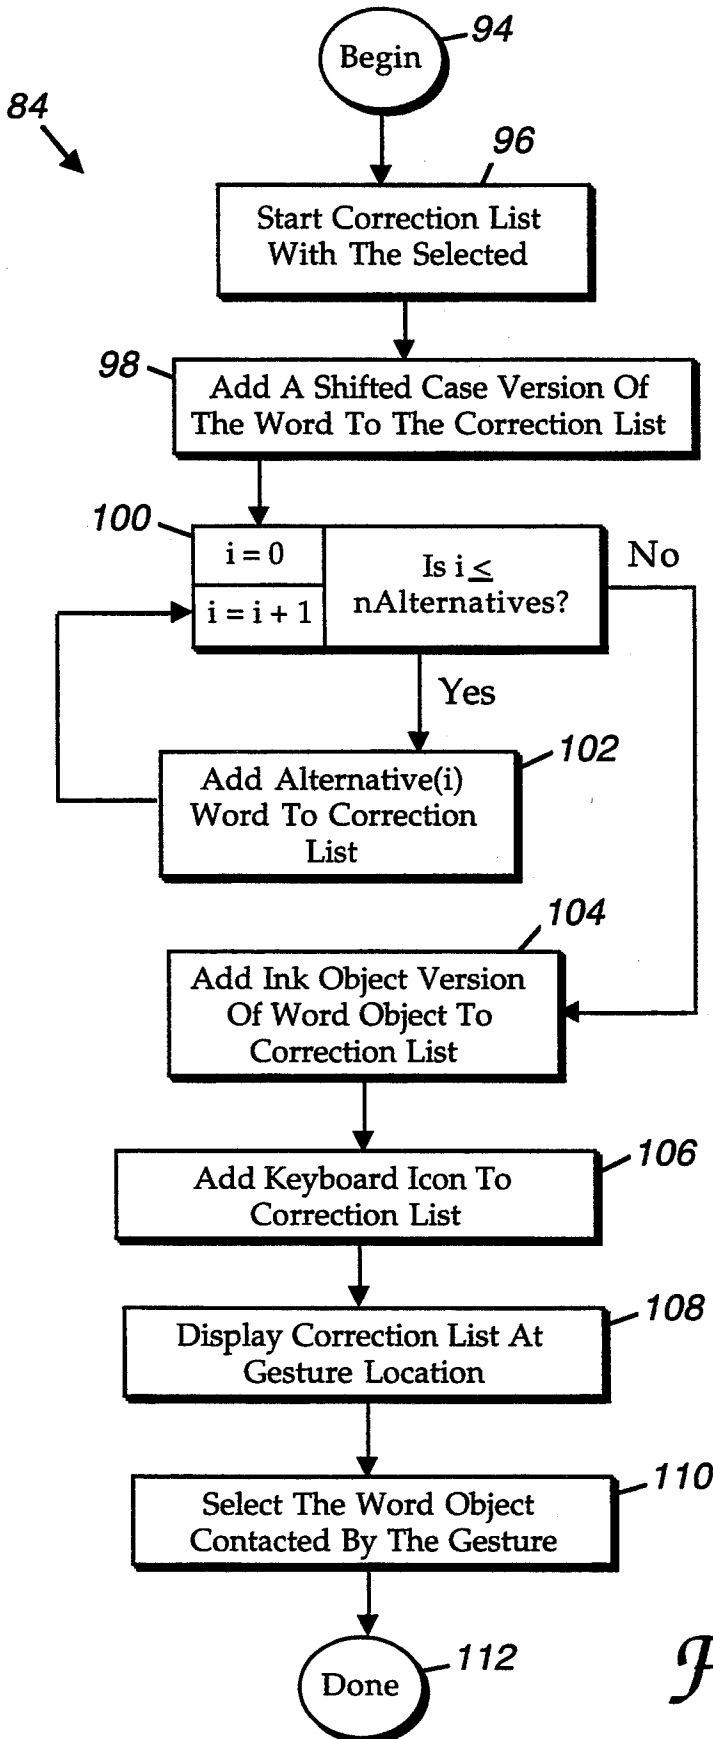 94
Begin
84
96
Start Correction List
With The Selected
98
Add A Shifted Case Version Of
The Word To The Correction List
100
i = 0
i = i + 1
Is i ≤
nAlternatives?
No
Yes
102
Add Alternative(i)
Word To Correction
List
104
Add Ink Object Version
Of Word Object To
Correction List
106
Add Keyboard Icon To
Correction List
108
Display Correction List At
Gesture Location
110
Select The Word Object
Contacted By The Gesture
112
Done